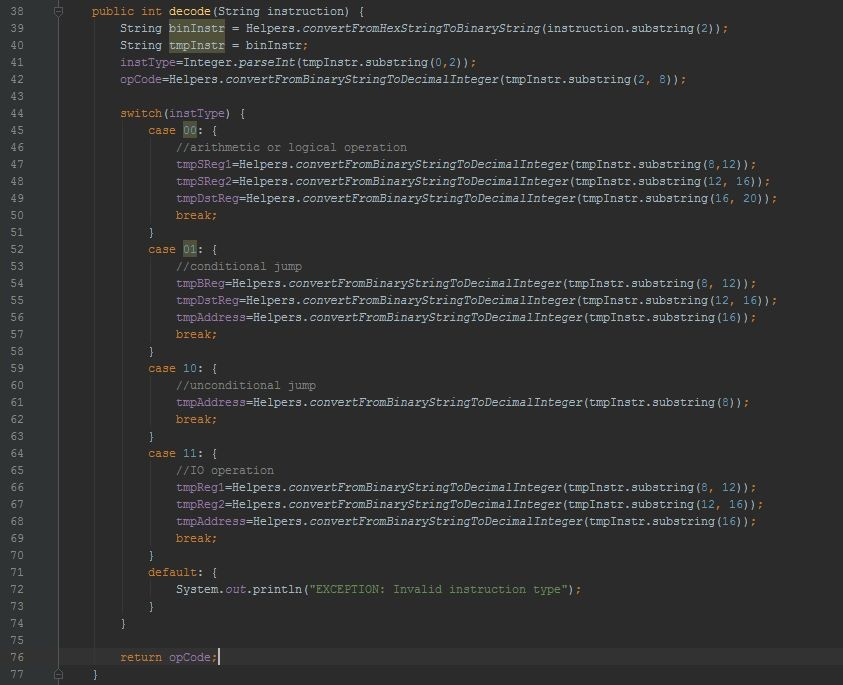 38 public int decode(String instruction) {
39 String binInstr = Helpers.convertFromHexStringToBinaryString(instruction.substring(2));
40 String tmpInstr = binInstr;
41 instType=Integer.parseInt(tmpInstr.substring(0,2));
42 opCode=Helpers.convertFromBinaryStringToDecimalInteger(tmpInstr.substring(2, 8));
43
44 switch(instType) {
45 case 00: {
46 //arithmetic or logical operation
47 tmpSReg1=Helpers.convertFromBinaryStringToDecimalInteger(tmpInstr.substring(8,12));
48 tmpSReg2=Helpers.convertFromBinaryStringToDecimalInteger(tmpInstr.substring(12, 16));
49 tmpDstReg=Helpers.convertFromBinaryStringToDecimalInteger(tmpInstr.substring(16, 20));
50 break;
51 }
52 case 01: {
53 //conditional jump
54 tmpBReg=Helpers.convertFromBinaryStringToDecimalInteger(tmpInstr.substring(8, 12));
55 tmpDstReg=Helpers.convertFromBinaryStringToDecimalInteger(tmpInstr.substring(12, 16));
56 tmpAddress=Helpers.convertFromBinaryStringToDecimalInteger(tmpInstr.substring(16));
57 break;
58 }
59 case 10: {
60 //unconditional jump
61 tmpAddress=Helpers.convertFromBinaryStringToDecimalInteger(tmpInstr.substring(8));
62 break;
63 }
64 case 11: {
65 //IO operation
66 tmpReg1=Helpers.convertFromBinaryStringToDecimalInteger(tmpInstr.substring(8, 12));
67 tmpReg2=Helpers.convertFromBinaryStringToDecimalInteger(tmpInstr.substring(12, 16));
68 tmpAddress=Helpers.convertFromBinaryStringToDecimalInteger(tmpInstr.substring(16));
69 break;
70 }
71 default: {
72 System.out.println("EXCEPTION: Invalid instruction type");
73 }
74 }
75
76 return opCode;
77 }